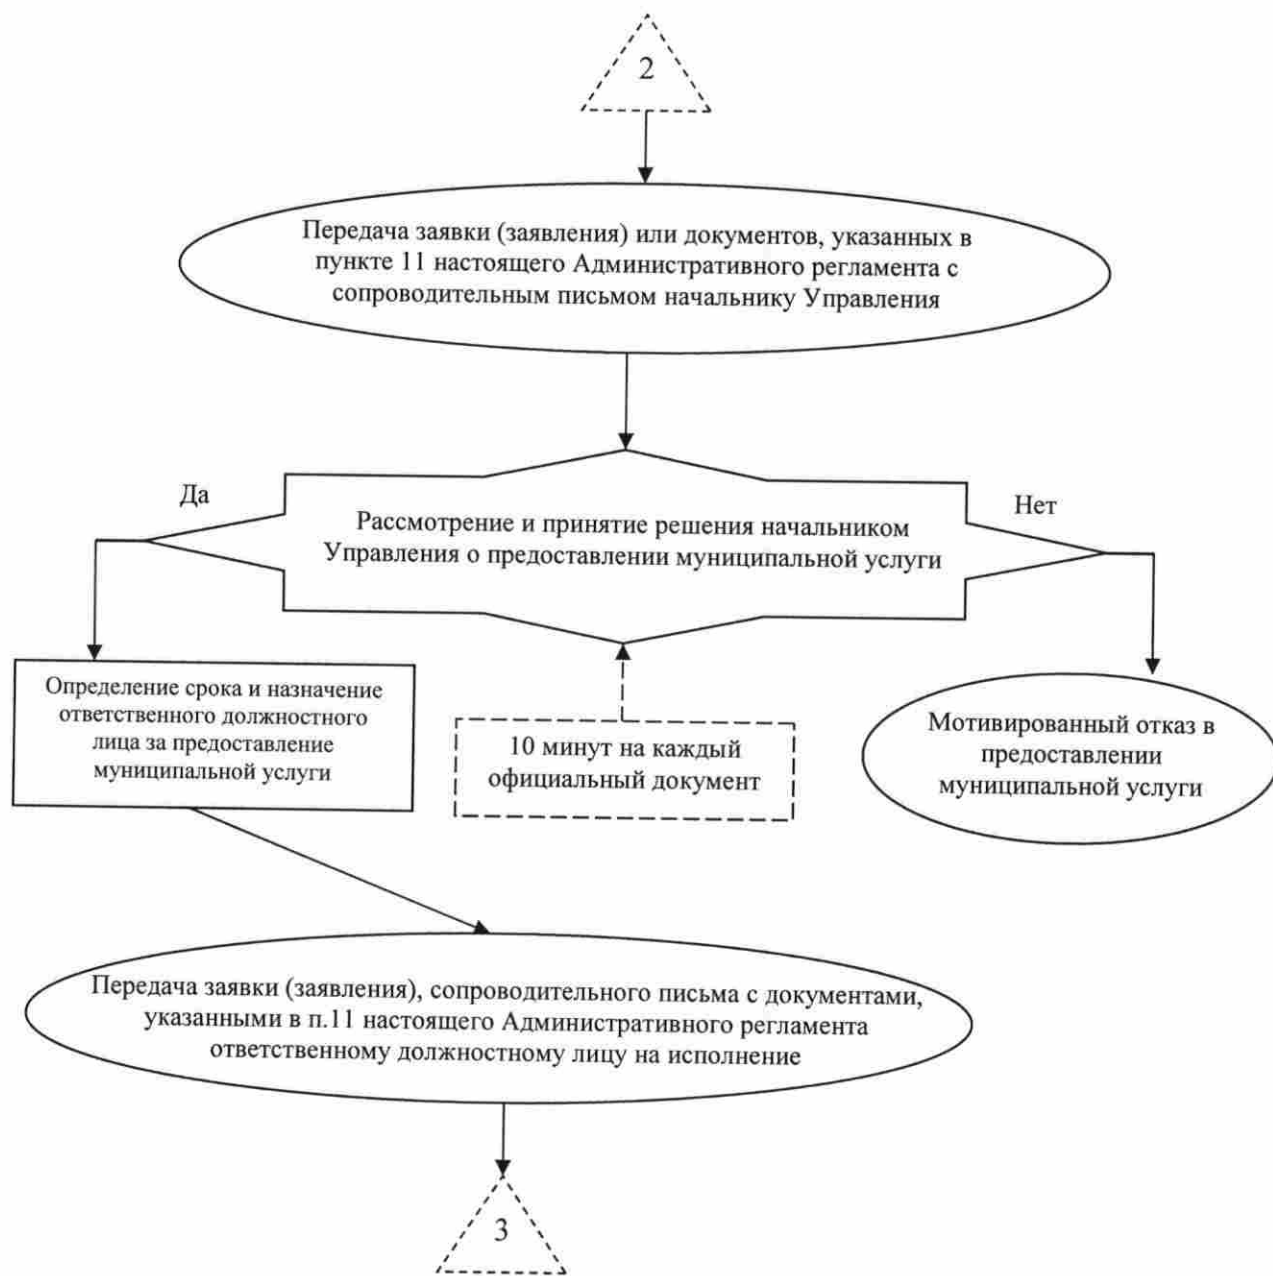 2
Передача заявки (заявления) или документов, указанных в
пункте 11 настоящего Административного регламента с
сопроводительным письмом начальнику Управления
Да
Нет
Рассмотрение и принятие решения начальником
Управления о предоставлении муниципальной услуги
Определение срока и назначение
ответственного должностного
лица за предоставление
муниципальной услуги
10 минут на каждый
официальный документ
Мотивированный отказ в
предоставлении
муниципальной услуги
Передача заявки (заявления), сопроводительного письма с документами,
указанными в п.11 настоящего Административного регламента
ответственному должностному лицу на исполнение
3